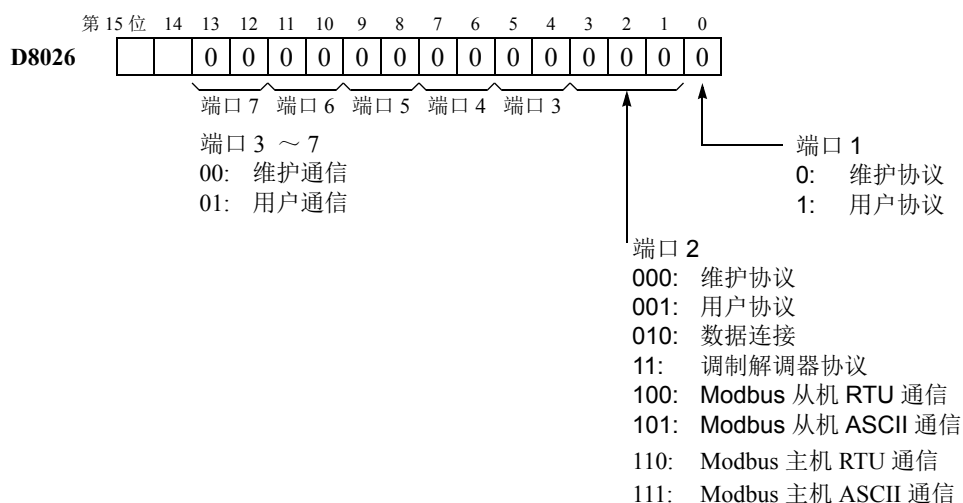 第 15 位 14 13 12 11 10 9 8 7 6 5 4 3 2 1 0
D8026 0 0 0 0 0 0 0 0 0 0 0 0 0 0
端口 7 端口 6 端口 5 端口 4 端口 3
端口 3 ～ 7
00: 维护通信
01: 用户通信
端口 1
0: 维护协议
1: 用户协议
端口 2
000: 维护协议
001: 用户协议
010: 数据连接
11: 调制解调器协议
100: Modbus 从机 RTU 通信
101: Modbus 从机 ASCII 通信
110: Modbus 主机 RTU 通信
111: Modbus 主机 ASCII 通信